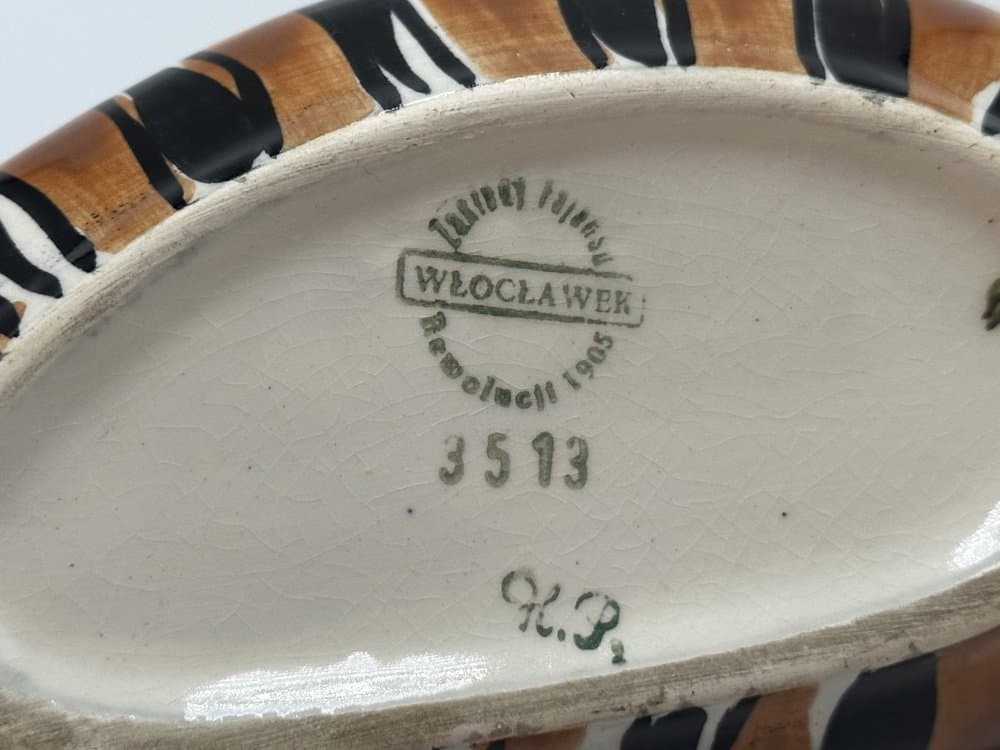 Zakłady Fajansu
WŁOCŁAWEK
Rewolucji 1905
3513
H.P.